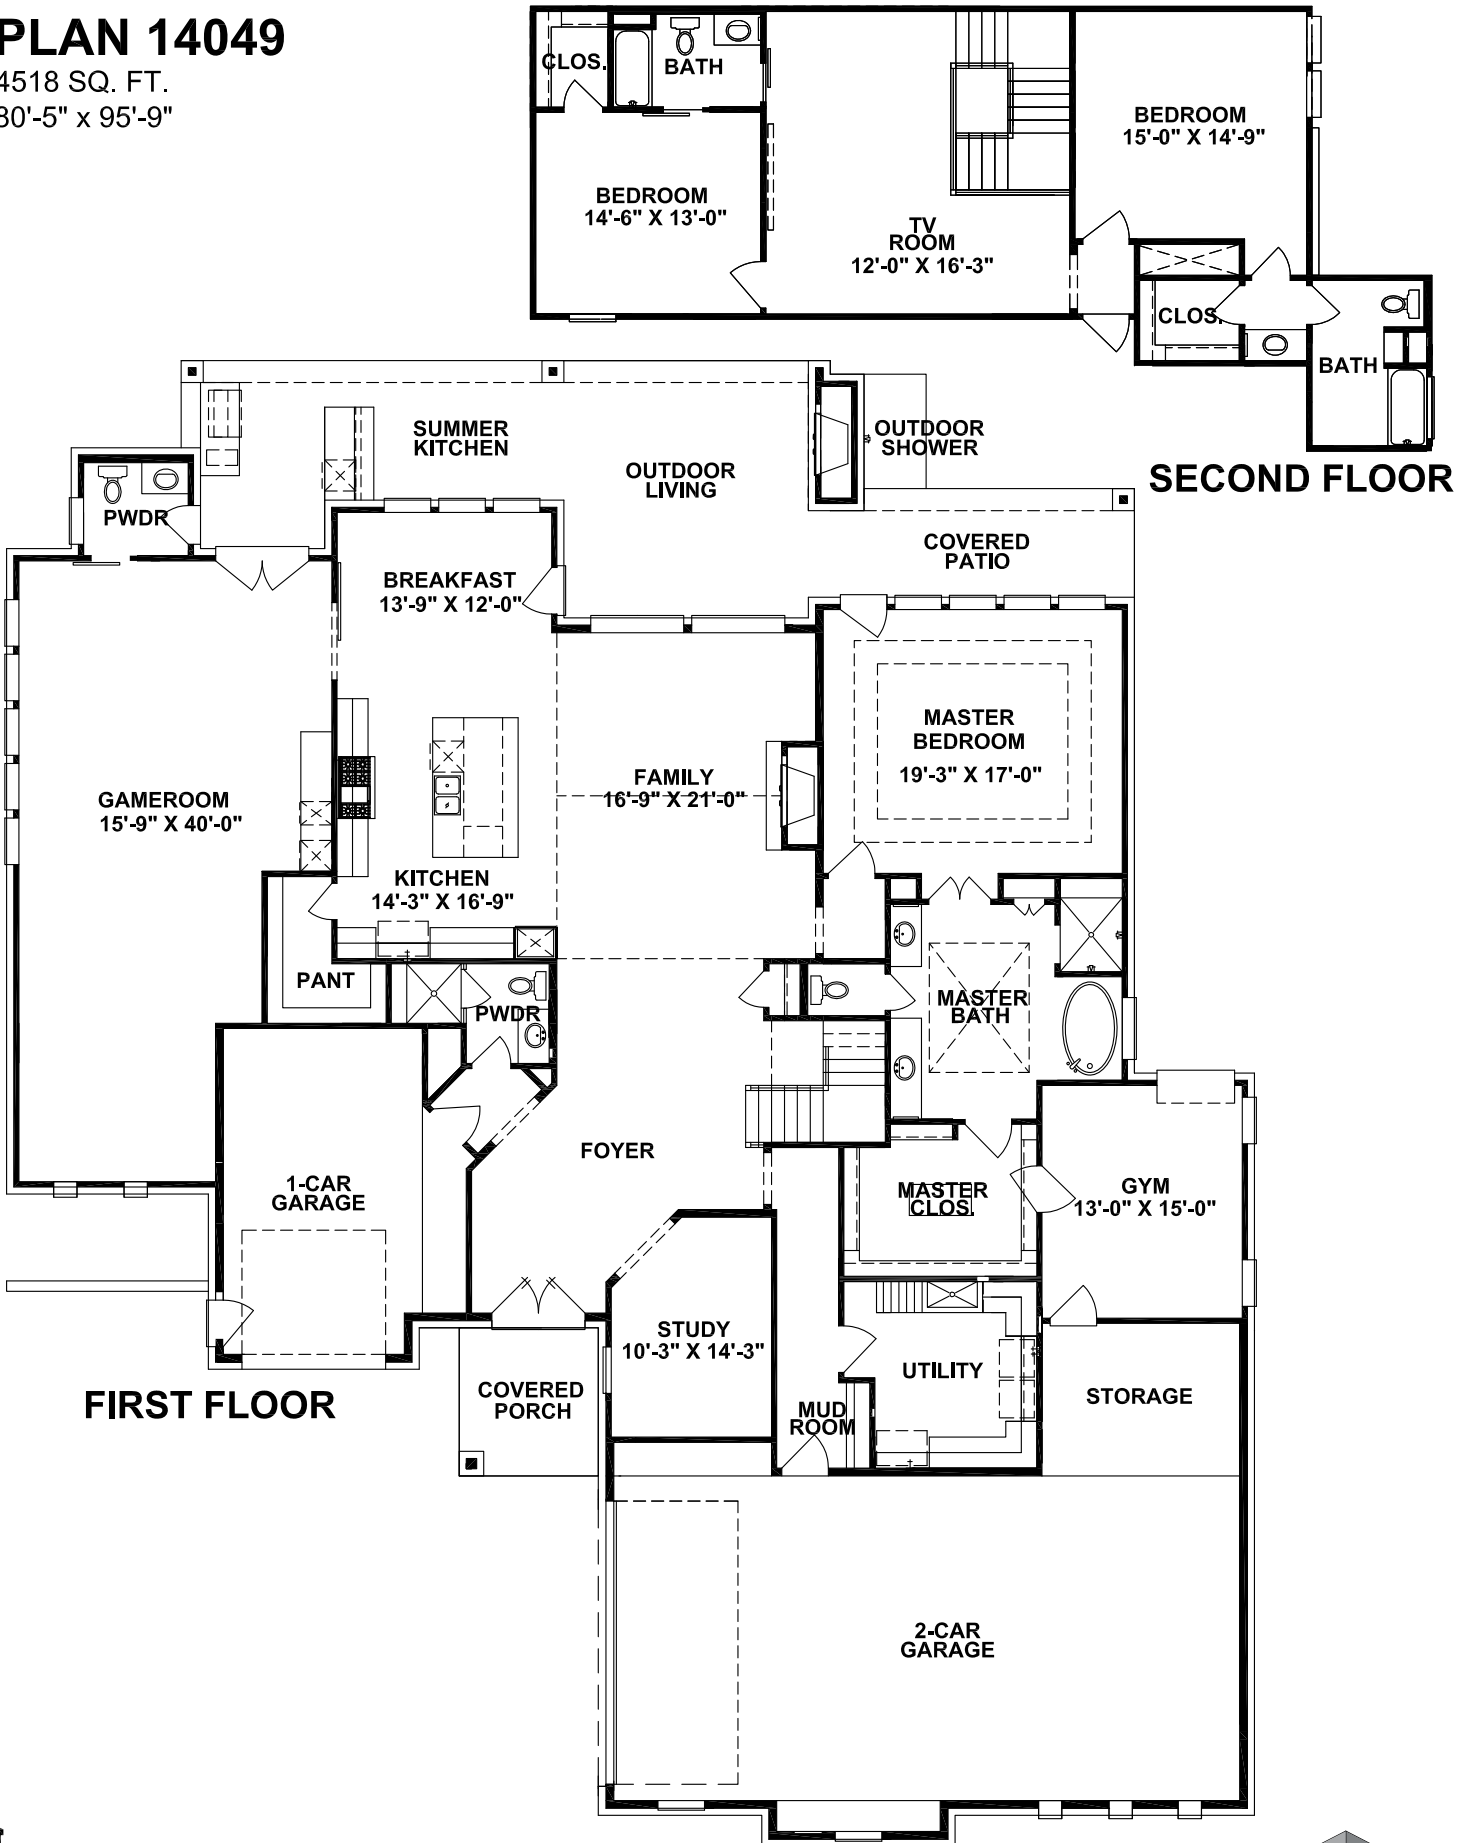 PLAN 14049
4518 SQ. FT.
80'-5" x 95'-9"
CLOS.
BATH
BEDROOM
14'-6" X 13'-0"
TV
ROOM
12'-0" X 16'-3"
BEDROOM
15'-0" X 14'-9"
CLOS.
BATH
SECOND FLOOR
SUMMER
KITCHEN
OUTDOOR
LIVING
OUTDOOR
SHOWER
PWDR
COVERED
PATIO
BREAKFAST
13'-9" X 12'-0"
MASTER
BEDROOM
19'-3" X 17'-0"
GAMEROOM
15'-9" X 40'-0"
FAMILY
16'-9" X 21'-0"
KITCHEN
14'-3" X 16'-9"
PANT
PWDR
MASTER
BATH
FOYER
1-CAR
GARAGE
MASTER
CLOS.
GYM
13'-0" X 15'-0"
STUDY
10'-3" X 14'-3"
UTILITY
STORAGE
MUD
ROOM
COVERED
PORCH
FIRST FLOOR
2-CAR
GARAGE